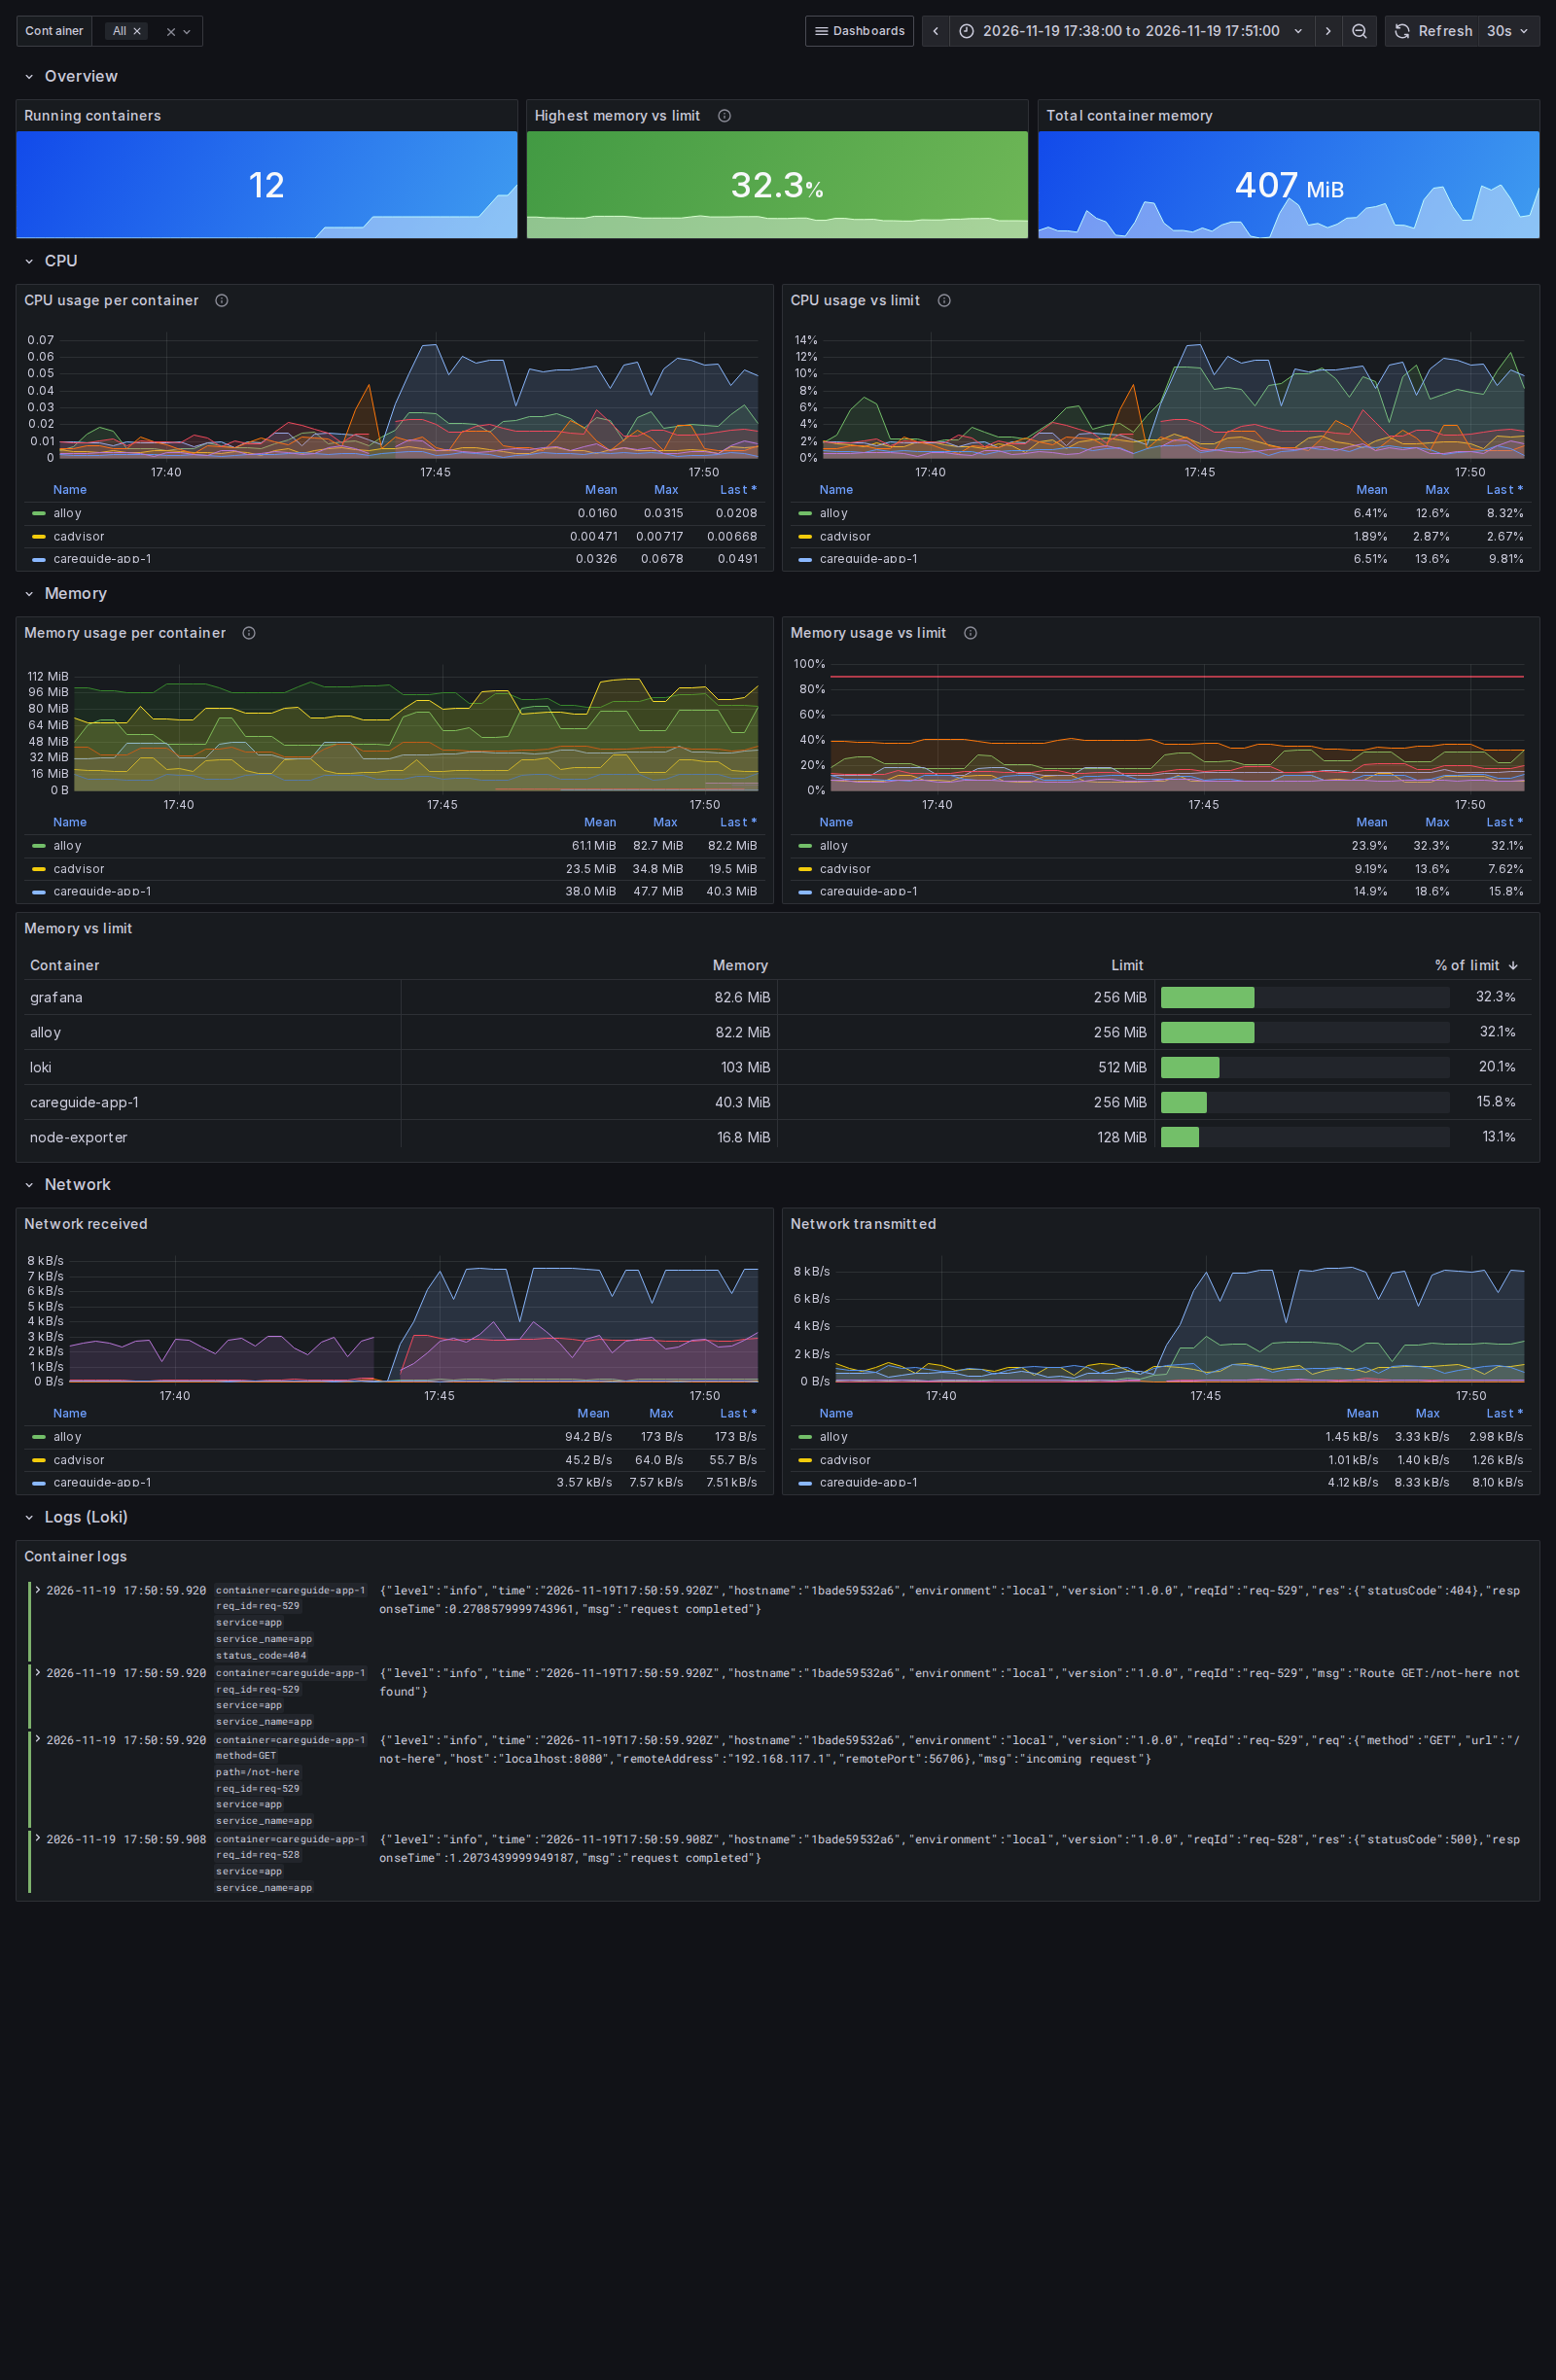 Container All
Dashboards 2026-11-19 17:38:00 to 2026-11-19 17:51:00 Refresh 30s
Overview
Running containers
12
Highest memory vs limit
32.3%
Total container memory
407 MiB
CPU
CPU usage per container
0.07
0.06
0.05
0.04
0.03
0.02
0.01
0
17:40 17:45 17:50
Name Mean Max Last *
alloy 0.0160 0.0315 0.0208
cadvisor 0.00471 0.00717 0.00668
careguide-app-1 0.0326 0.0678 0.0491
CPU usage vs limit
14%
12%
10%
8%
6%
4%
2%
0%
17:40 17:45 17:50
Name Mean Max Last *
alloy 6.41% 12.6% 8.32%
cadvisor 1.89% 2.87% 2.67%
careguide-app-1 6.51% 13.6% 9.81%
Memory
Memory usage per container
112 MiB
96 MiB
80 MiB
64 MiB
48 MiB
32 MiB
16 MiB
0 B
17:40 17:45 17:50
Name Mean Max Last *
alloy 61.1 MiB 82.7 MiB 82.2 MiB
cadvisor 23.5 MiB 34.8 MiB 19.5 MiB
careguide-app-1 38.0 MiB 47.7 MiB 40.3 MiB
Memory usage vs limit
100%
80%
60%
40%
20%
0%
17:40 17:45 17:50
Name Mean Max Last *
alloy 23.9% 32.3% 32.1%
cadvisor 9.19% 13.6% 7.62%
careguide-app-1 14.9% 18.6% 15.8%
Memory vs limit
Container Memory Limit % of limit
grafana 82.6 MiB 256 MiB 32.3%
alloy 82.2 MiB 256 MiB 32.1%
loki 103 MiB 512 MiB 20.1%
careguide-app-1 40.3 MiB 256 MiB 15.8%
node-exporter 16.8 MiB 128 MiB 13.1%
Network
Network received
8 kB/s
7 kB/s
6 kB/s
5 kB/s
4 kB/s
3 kB/s
2 kB/s
1 kB/s
0 B/s
17:40 17:45 17:50
Name Mean Max Last *
alloy 94.2 B/s 173 B/s 173 B/s
cadvisor 45.2 B/s 64.0 B/s 55.7 B/s
careguide-app-1 3.57 kB/s 7.57 kB/s 7.51 kB/s
Network transmitted
8 kB/s
6 kB/s
4 kB/s
2 kB/s
0 B/s
17:40 17:45 17:50
Name Mean Max Last *
alloy 1.45 kB/s 3.33 kB/s 2.98 kB/s
cadvisor 1.01 kB/s 1.40 kB/s 1.26 kB/s
careguide-app-1 4.12 kB/s 8.33 kB/s 8.10 kB/s
Logs (Loki)
Container logs
2026-11-19 17:50:59.920
container=careguide-app-1
req_id=req-529
service=app
service_name=app
status_code=404
{"level":"info","time":"2026-11-19T17:50:59.920Z","hostname":"1bade59532a6","environment":"local","version":"1.0.0","reqId":"req-529","res":{"statusCode":404},"resp
onseTime":0.2708579999743961,"msg":"request completed"}
2026-11-19 17:50:59.920
container=careguide-app-1
req_id=req-529
service=app
service_name=app
{"level":"info","time":"2026-11-19T17:50:59.920Z","hostname":"1bade59532a6","environment":"local","version":"1.0.0","reqId":"req-529","msg":"Route GET:/not-here not
found"}
2026-11-19 17:50:59.920
container=careguide-app-1
method=GET
path=/not-here
req_id=req-529
service=app
service_name=app
{"level":"info","time":"2026-11-19T17:50:59.920Z","hostname":"1bade59532a6","environment":"local","version":"1.0.0","reqId":"req-529","req":{"method":"GET","url":"/
not-here","host":"localhost:8080","remoteAddress":"192.168.117.1","remotePort":56706},"msg":"incoming request"}
2026-11-19 17:50:59.908
container=careguide-app-1
req_id=req-528
service=app
service_name=app
{"level":"info","time":"2026-11-19T17:50:59.908Z","hostname":"1bade59532a6","environment":"local","version":"1.0.0","reqId":"req-528","res":{"statusCode":500},"resp
onseTime":1.2073439999949187,"msg":"request completed"}